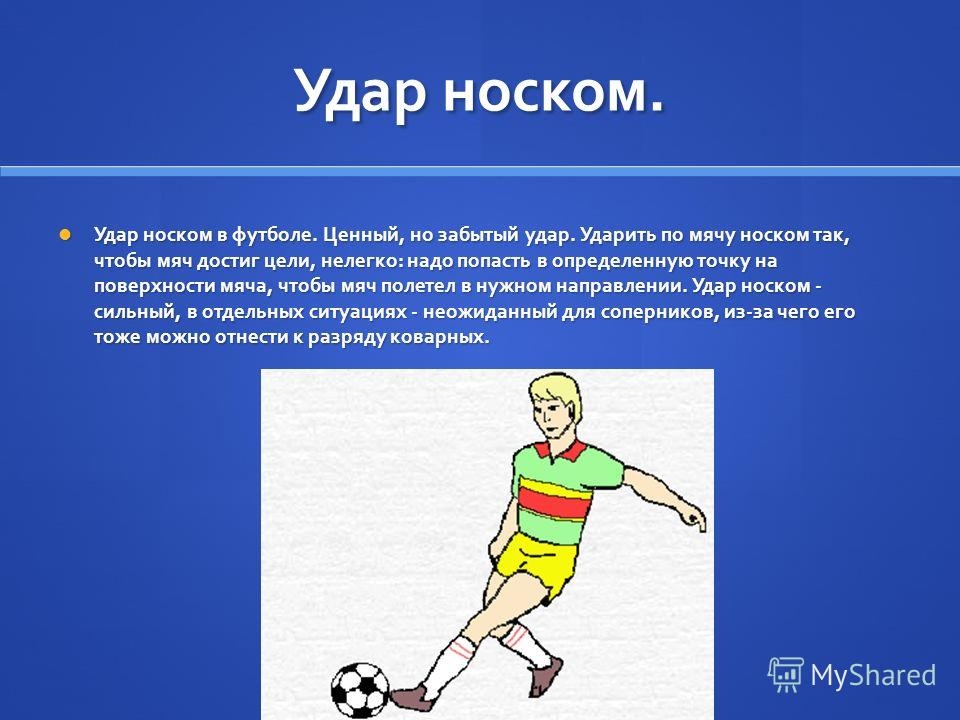 Удар носком.
Удар носком в футболе. Ценный, но забытый удар. Ударить по мячу носком так,
чтобы мяч достиг цели, нелегко: надо попасть в определенную точку на
поверхности мяча, чтобы мяч полетел в нужном направлении. Удар носком -
сильный, в отдельных ситуациях - неожиданный для соперников, из-за чего его
тоже можно отнести к разряду коварных.
MyShared